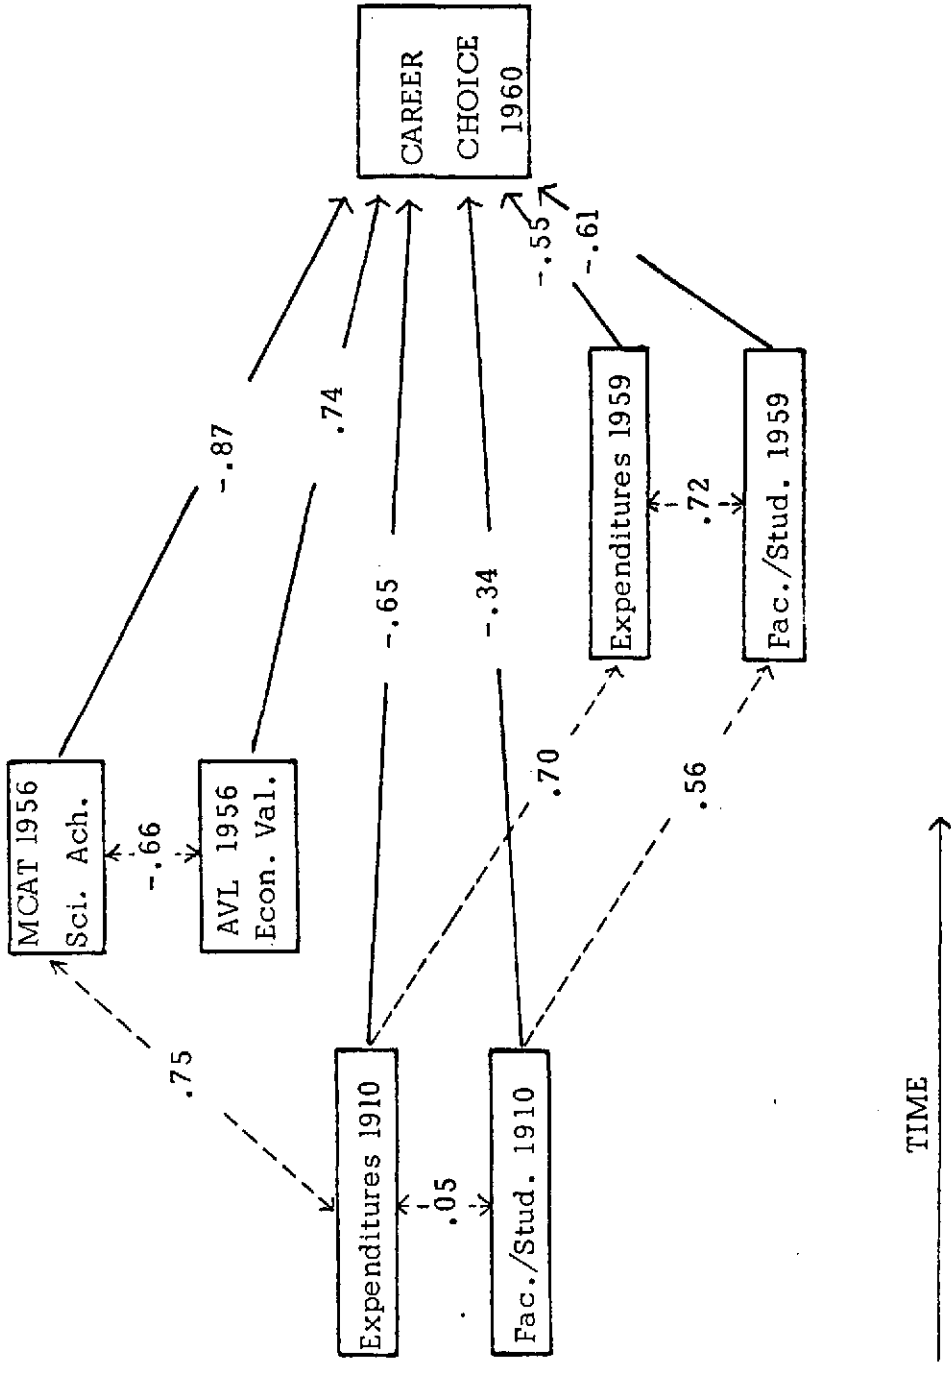 MCAT 1956
Sci. Ach.
-.66
AVL 1956
Econ. Val.
.75
-.87
.74
Expenditures 1910
.05
Fac./Stud. 1910
-.65
-.34
.70
.56
Expenditures 1959
.72
Fac./Stud. 1959
-.55
-.61
CAREER
CHOICE
1960
TIME